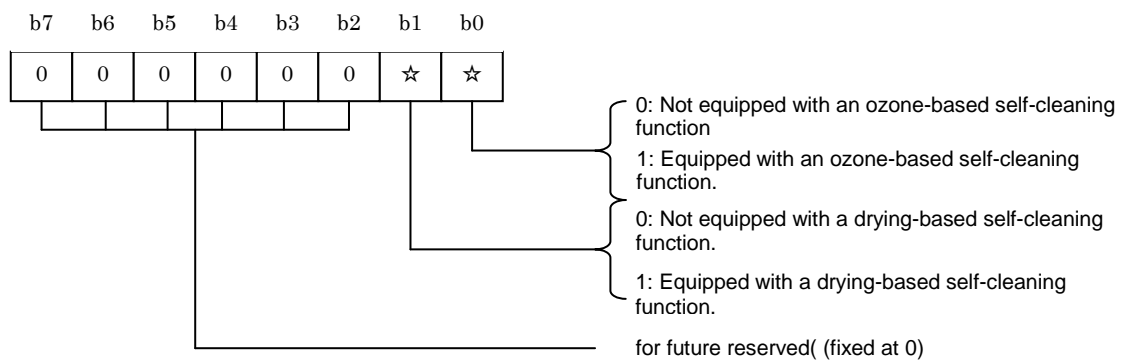 b7 b6 b5 b4 b3 b2 b1 b0
0 0 0 0 0 0 ☆ ☆
0: Not equipped with an ozone-based self-cleaning
function
1: Equipped with an ozone-based self-cleaning
function.
0: Not equipped with a drying-based self-cleaning
function.
1: Equipped with a drying-based self-cleaning
function.
for future reserved( (fixed at 0)